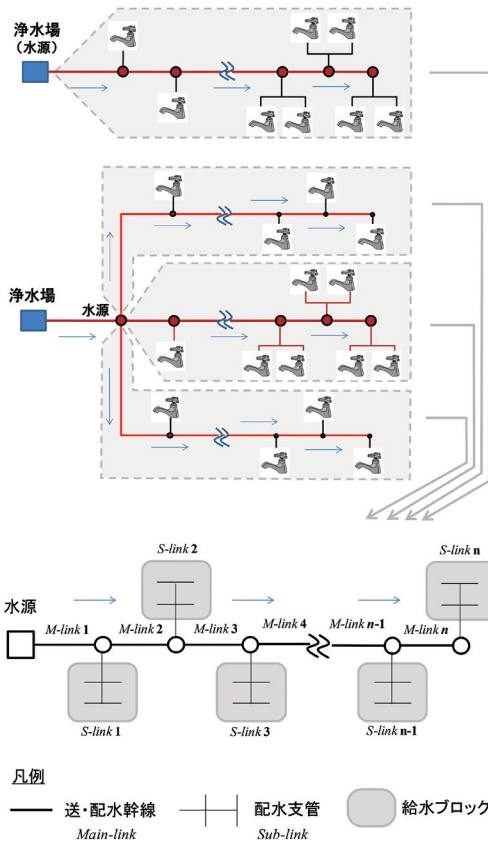 浄水場
（水源）
浄水場
水源
S-link 2
S-link n
水源
M-link 1
M-link 2
M-link 3
M-link 4
M-link n-1
M-link n
S-link 1
S-link 3
S-link n-1
凡例
送・配水幹線
配水支管
給水ブロック
Main-link
Sub-link